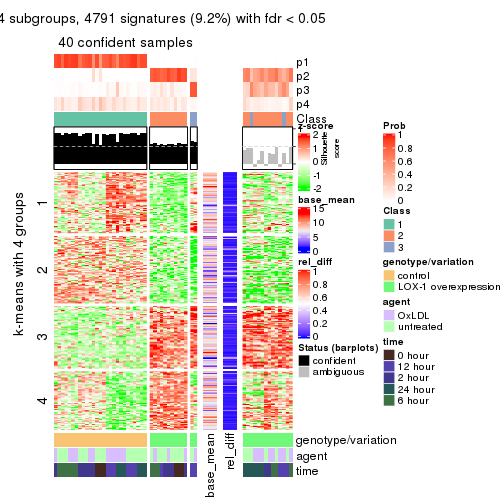 4 subgroups, 4791 signatures (9.2%) with fdr < 0.05
40 confident samples
p1
p2
p3
p4
Class
z-score
2
1
0
-1
-2
Silhouette
score
base_mean
15
10
5
0
rel_diff
1
0.8
0.6
0.4
0.2
0
Status (barplots)
confident
ambiguous
Prob
1
0.8
0.6
0.4
0.2
0
Class
1
2
3
genotype/variation
control
LOX-1 overexpression
agent
OxLDL
untreated
time
0 hour
12 hour
2 hour
24 hour
6 hour
k-means with 4 groups
1
2
3
4
base_mean
rel_diff
genotype/variation
agent
time